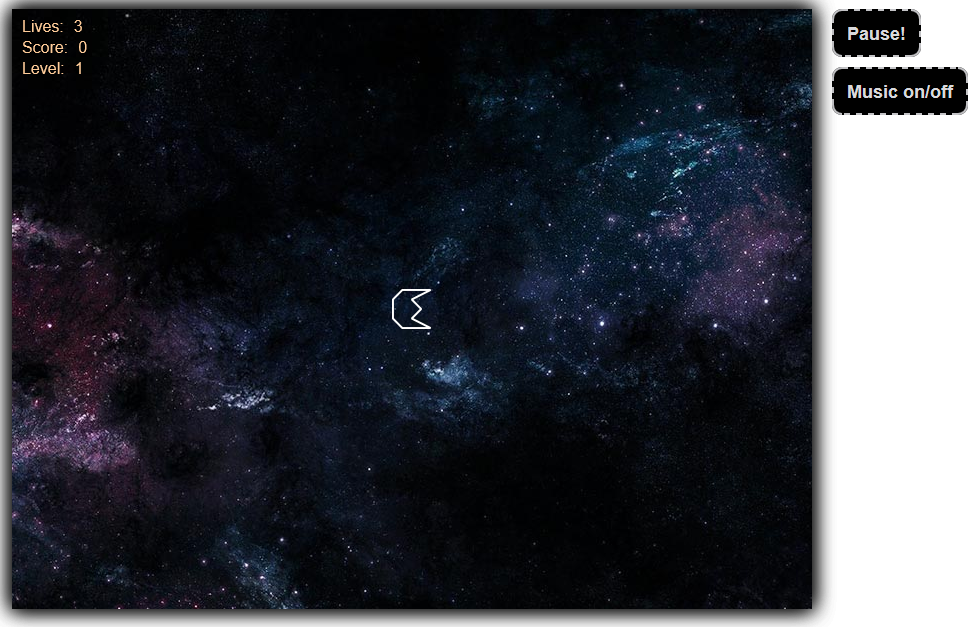 Lives: 3
Score: 0
Level: 1
Pause!
Music on/off